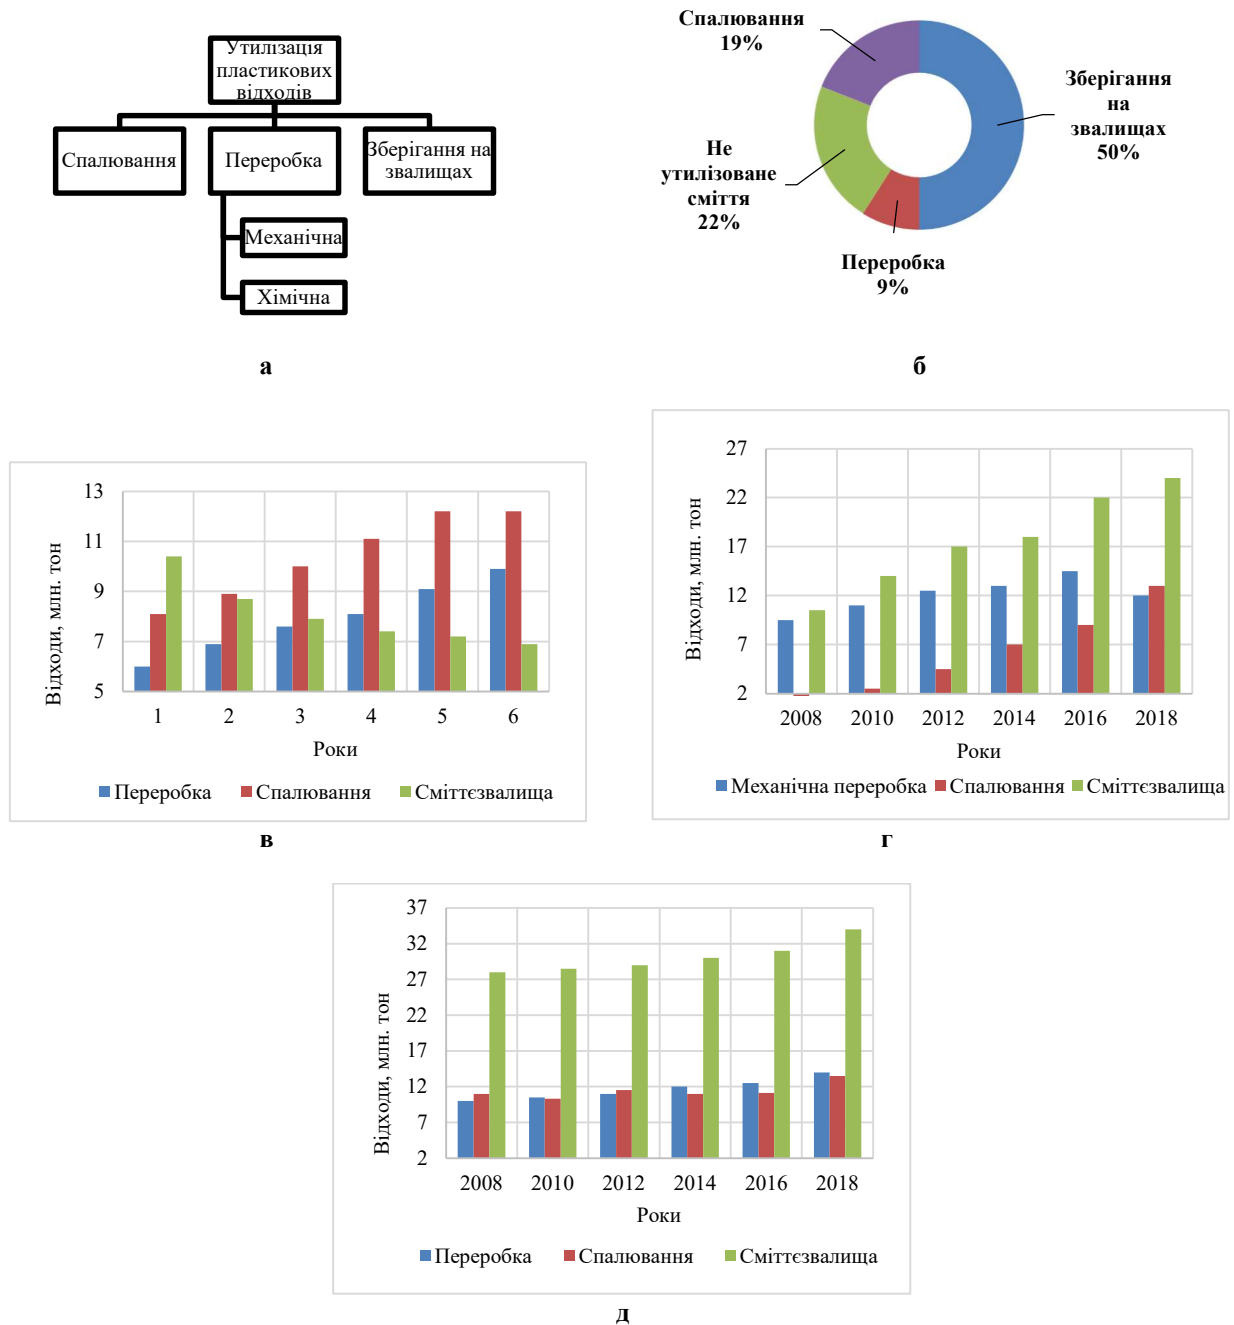 Утилізація
пластикових
відходів
Спалювання
Переробка
Зберігання на
звалищах
Механічна
Хімічна
а
Спалювання
19%
Зберігання
на
звалищах
50%
Не
утилізоване
сміття
22%
Переробка
9%
б
13
11
9
7
5
Відходи, млн. тон
1 2 3 4 5 6
Роки
Переробка Спалювання Сміттєзвалища
в
27
22
17
12
7
2
Відходи, млн. тон
2008 2010 2012 2014 2016 2018
Роки
Механічна переробка Спалювання Сміттєзвалища
г
37
32
27
22
17
12
7
2
Відходи, млн. тон
2008 2010 2012 2014 2016 2018
Роки
Переробка Спалювання Сміттєзвалища
д